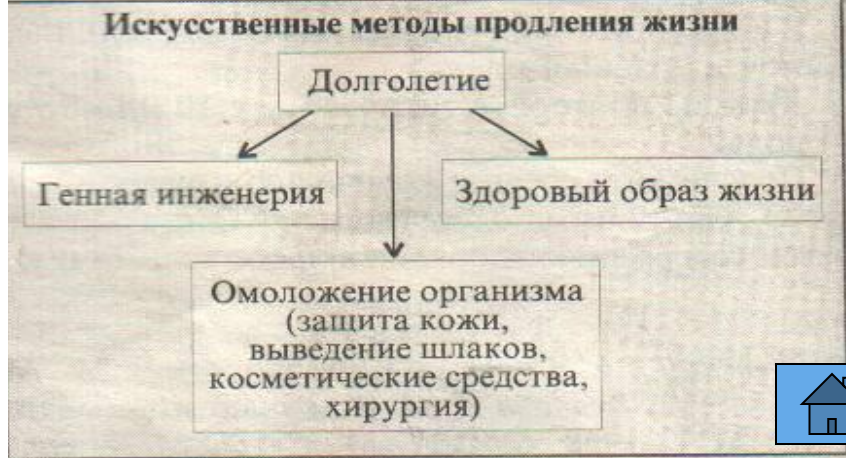 Искусственные методы продления жизни
Долголетие
Генная инженерия
Здоровый образ жизни
Омоложение организма
(защита кожи,
выведение шлаков,
косметические средства,
хирургия)